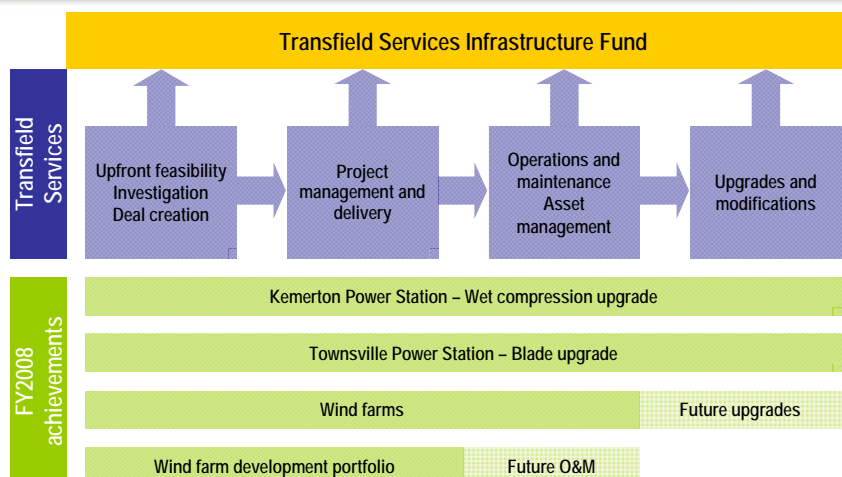 Transfield Services Infrastructure Fund
Transfield
Services
Upfront feasibility
Investigation
Deal creation
Project
management and
delivery
Operations and
maintenance
Asset
management
Upgrades and
modifications
FY2008
achievements
Kemerton Power Station – Wet compression upgrade
Townsville Power Station – Blade upgrade
Wind farms
Future upgrades
Wind farm development portfolio
Future O&M